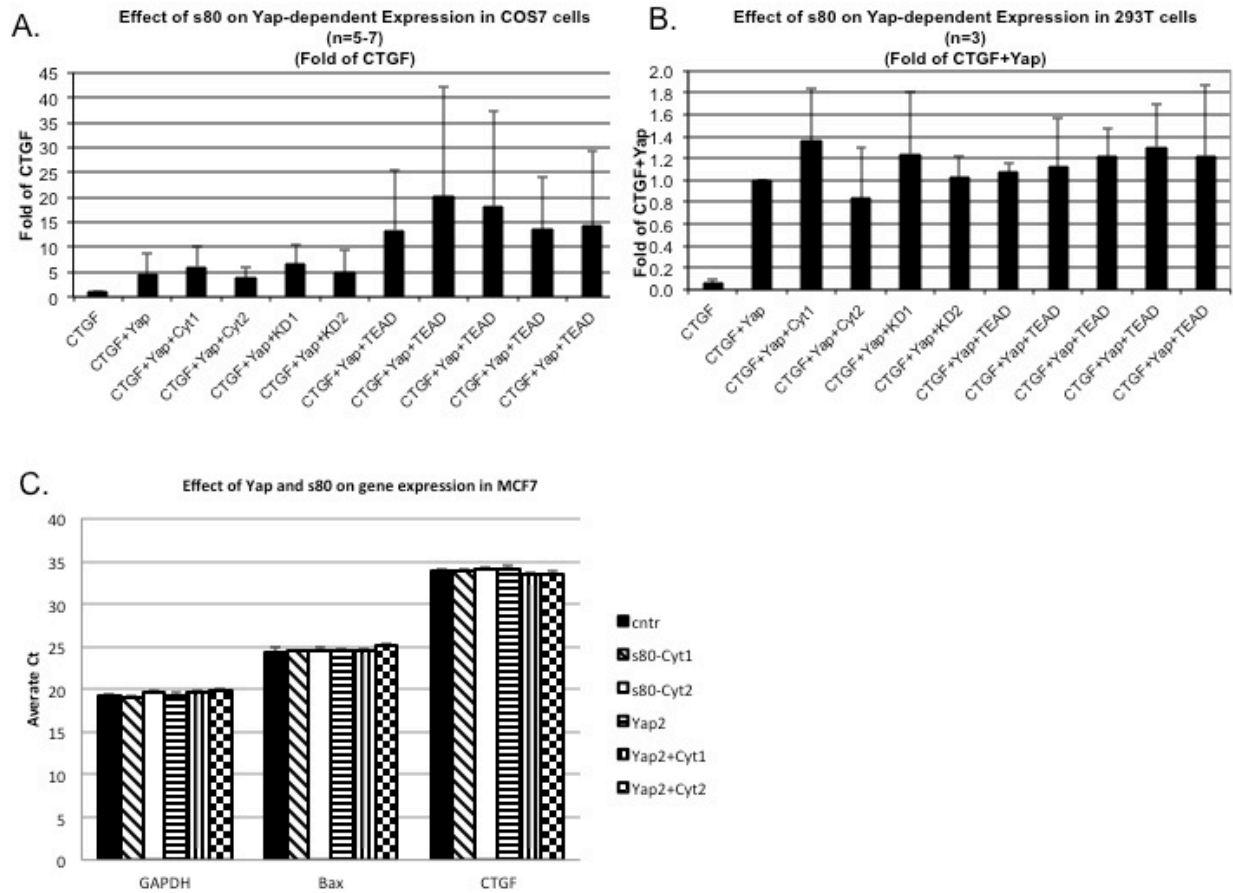 A.
Effect of s80 on Yap-dependent Expression in COS7 cells
(n=5-7)
(Fold of CTGF)
Fold of CTGF
45
40
35
30
25
20
15
10
5
0
CTGF
CTGF+Yap
CTGF+Yap+Cyt1
CTGF+Yap+Cyt2
CTGF+Yap+KD1
CTGF+Yap+KD2
CTGF+Yap+TEAD
CTGF+Yap+TEAD
CTGF+Yap+TEAD
CTGF+Yap+TEAD
CTGF+Yap+TEAD
B.
Effect of s80 on Yap-dependent Expression in 293T cells
(n=3)
(Fold of CTGF+Yap)
Fold of CTGF+Yap
2.0
1.8
1.6
1.4
1.2
1.0
0.8
0.6
0.4
0.2
0.0
CTGF
CTGF+Yap
CTGF+Yap+Cyt1
CTGF+Yap+Cyt2
CTGF+Yap+KD1
CTGF+Yap+KD2
CTGF+Yap+TEAD
CTGF+Yap+TEAD
CTGF+Yap+TEAD
CTGF+Yap+TEAD
CTGF+Yap+TEAD
C.
Effect of Yap and s80 on gene expression in MCF7
Averate Ct
40
35
30
25
20
15
10
5
0
GAPDH
Bax
CTGF
cntr
s80-Cyt1
s80-Cyt2
Yap2
Yap2+Cyt1
Yap2+Cyt2